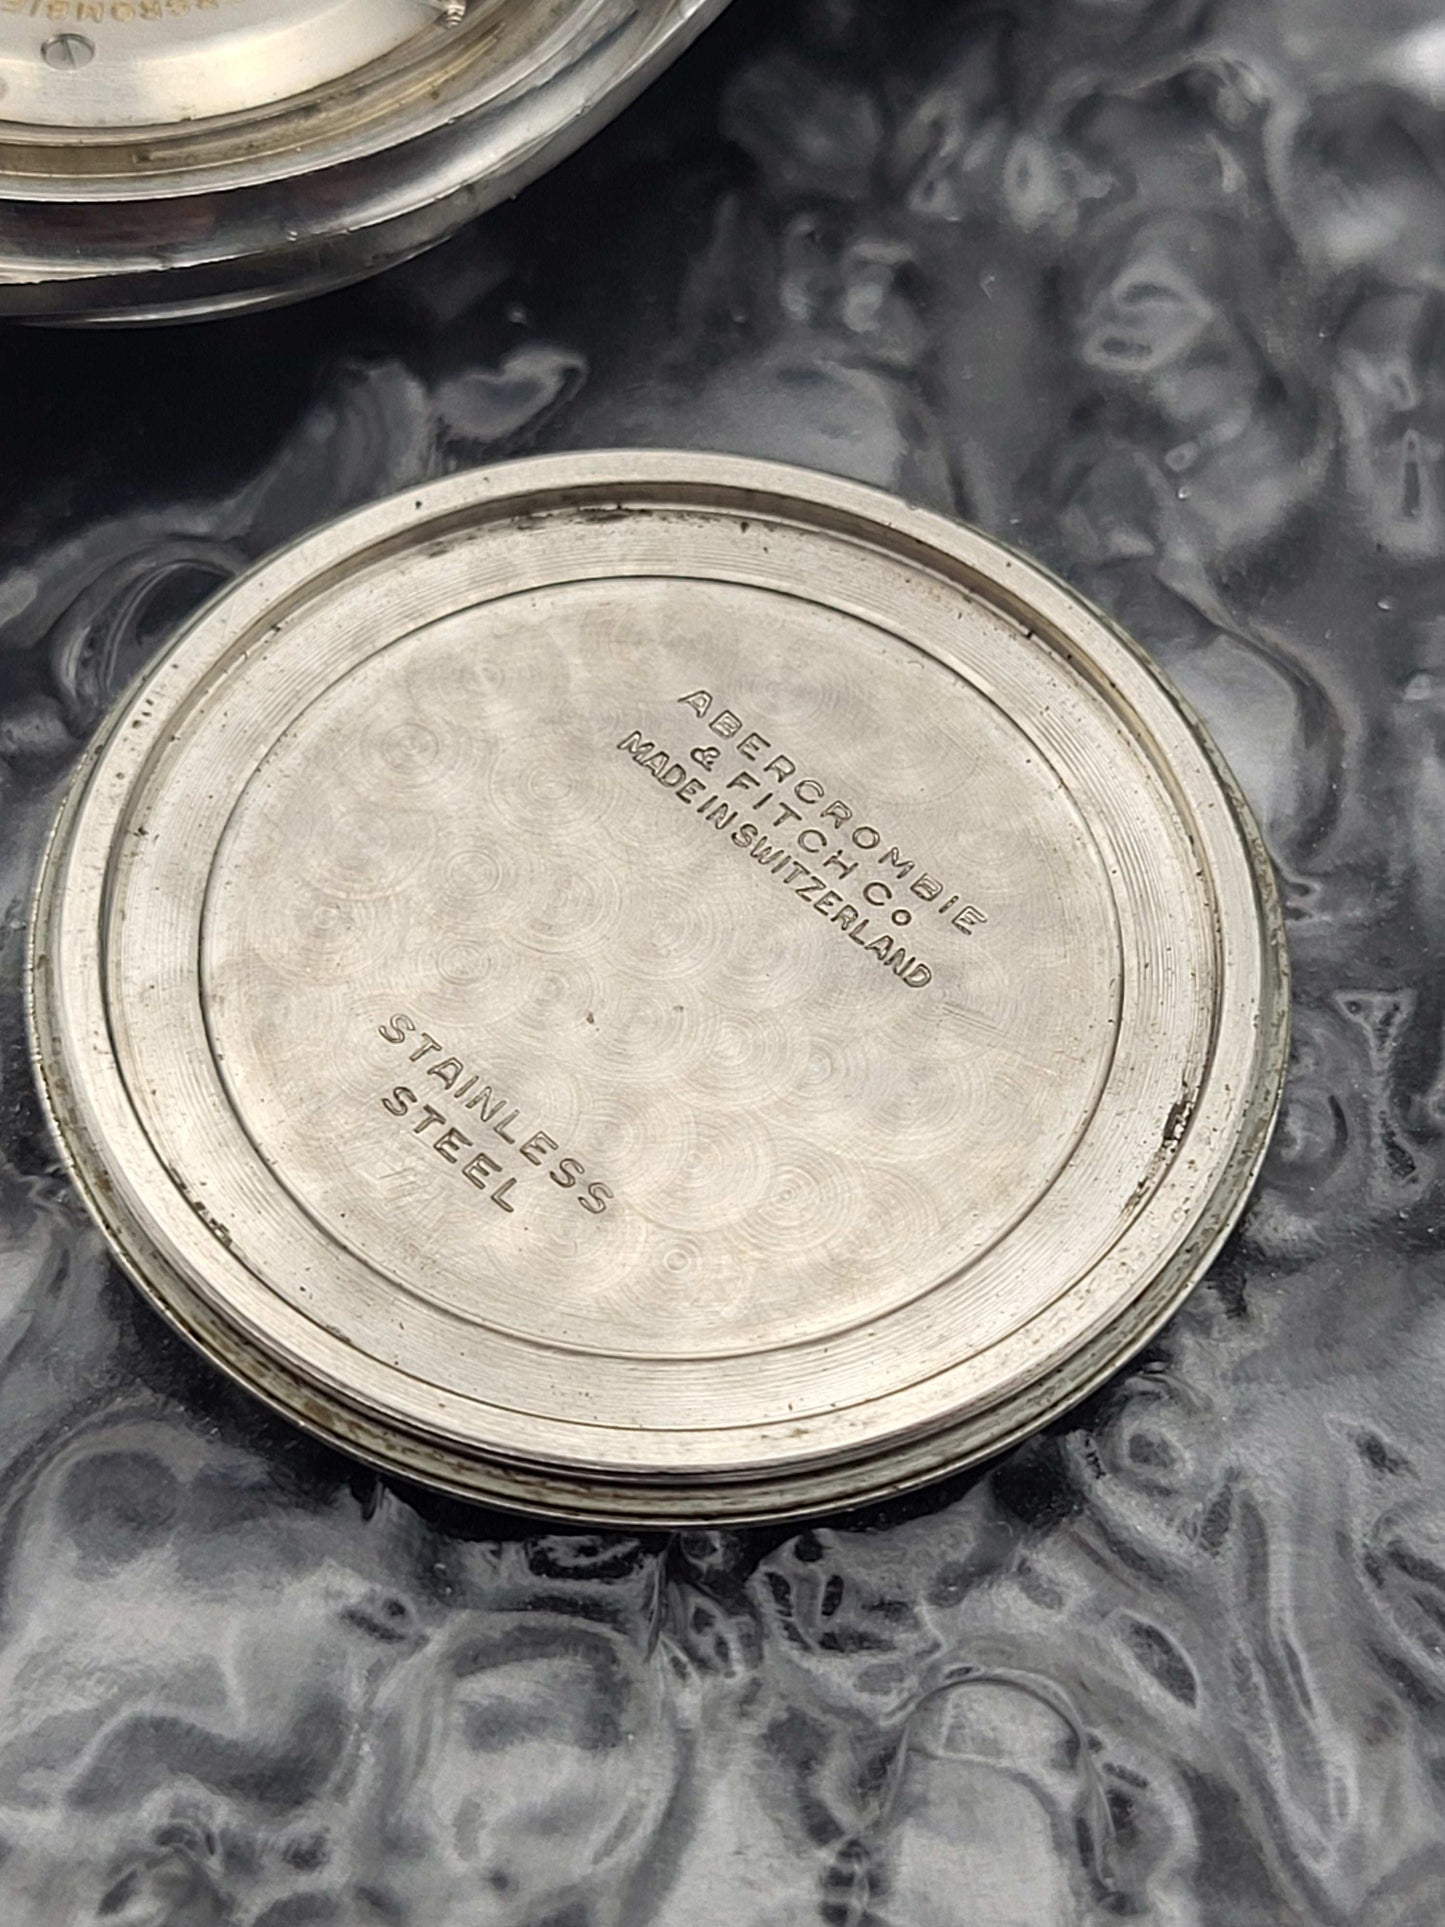 ABERCROMBIE
& FITCH Co
MADE IN SWITZERLAND
STAINLESS
STEEL